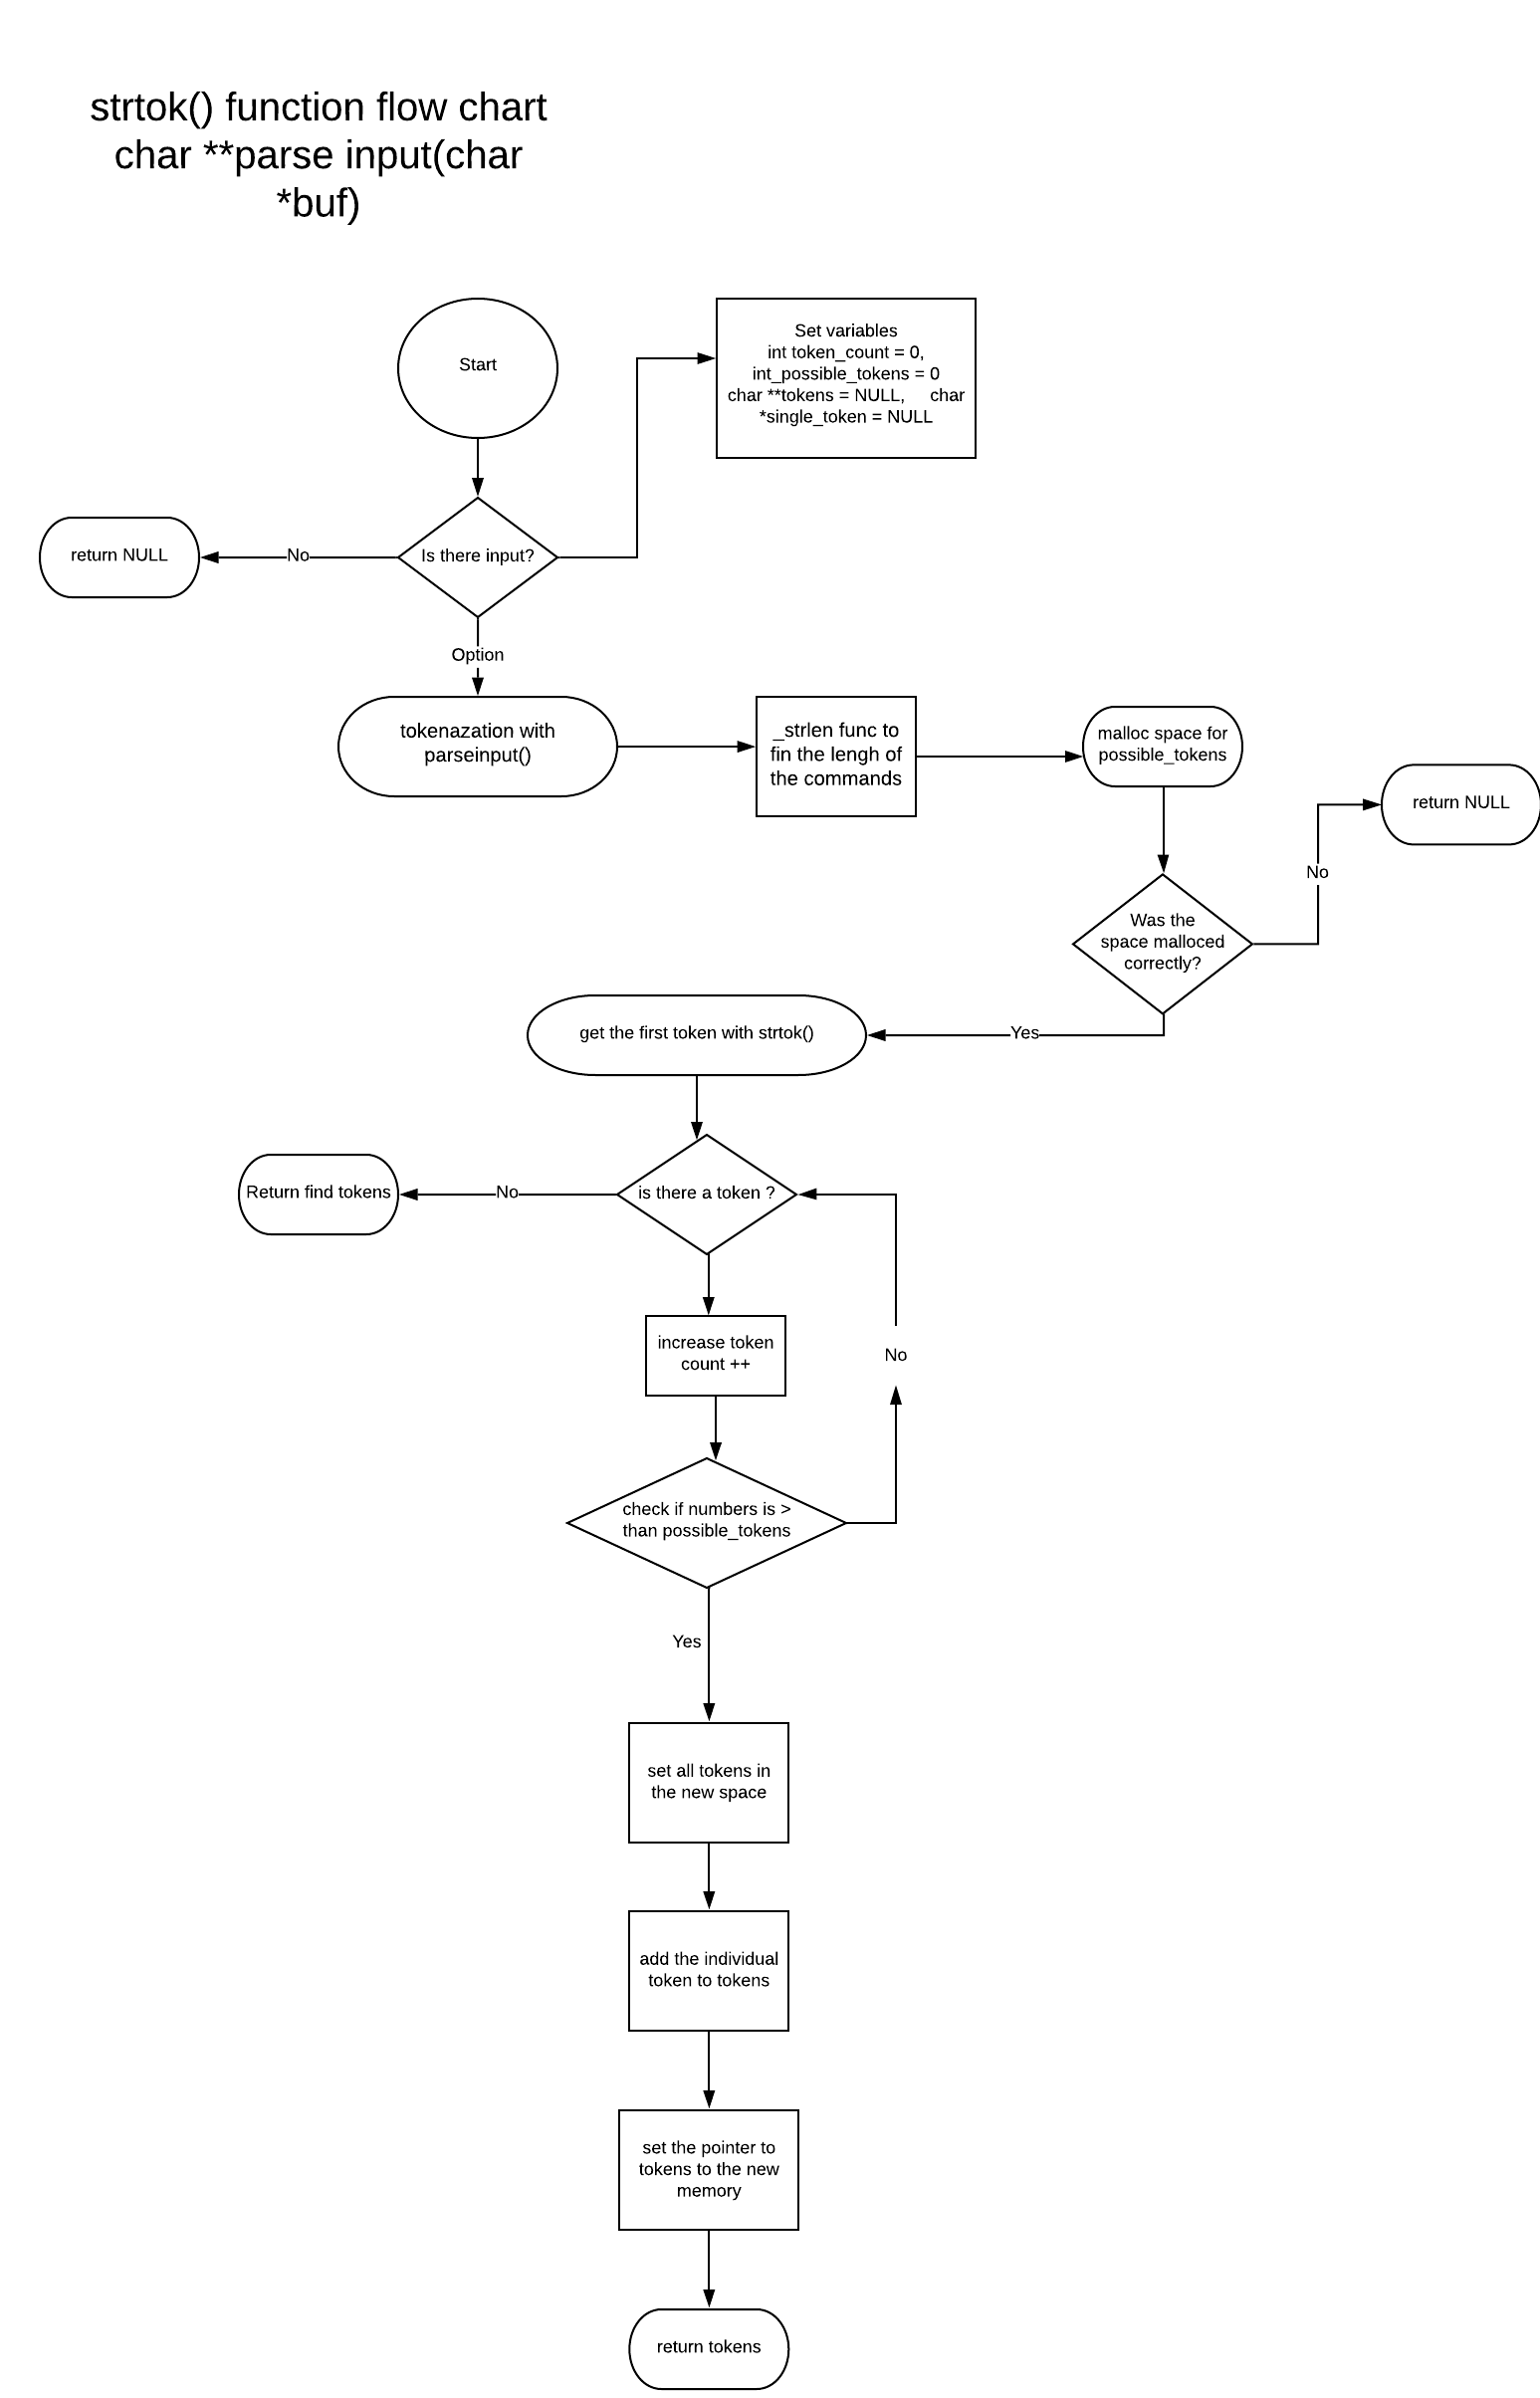 strtok() function flow chart
char **parse input(char
*buf)
Start
Set variables
int token_count = 0,
int_possible_tokens = 0
char **tokens = NULL, char
*single_token = NULL
return NULL
No
Is there input?
Option
tokenazation with
parseinput()
_strlen func to
fin the lengh of
the commands
malloc space for
possible_tokens
return NULL
No
Was the
space malloced
correctly?
Yes
get the first token with strtok()
Return find tokens
No
is there a token ?
increase token
count ++
No
check if numbers is >
than possible_tokens
Yes
set all tokens in
the new space
add the individual
token to tokens
set the pointer to
tokens to the new
memory
return tokens